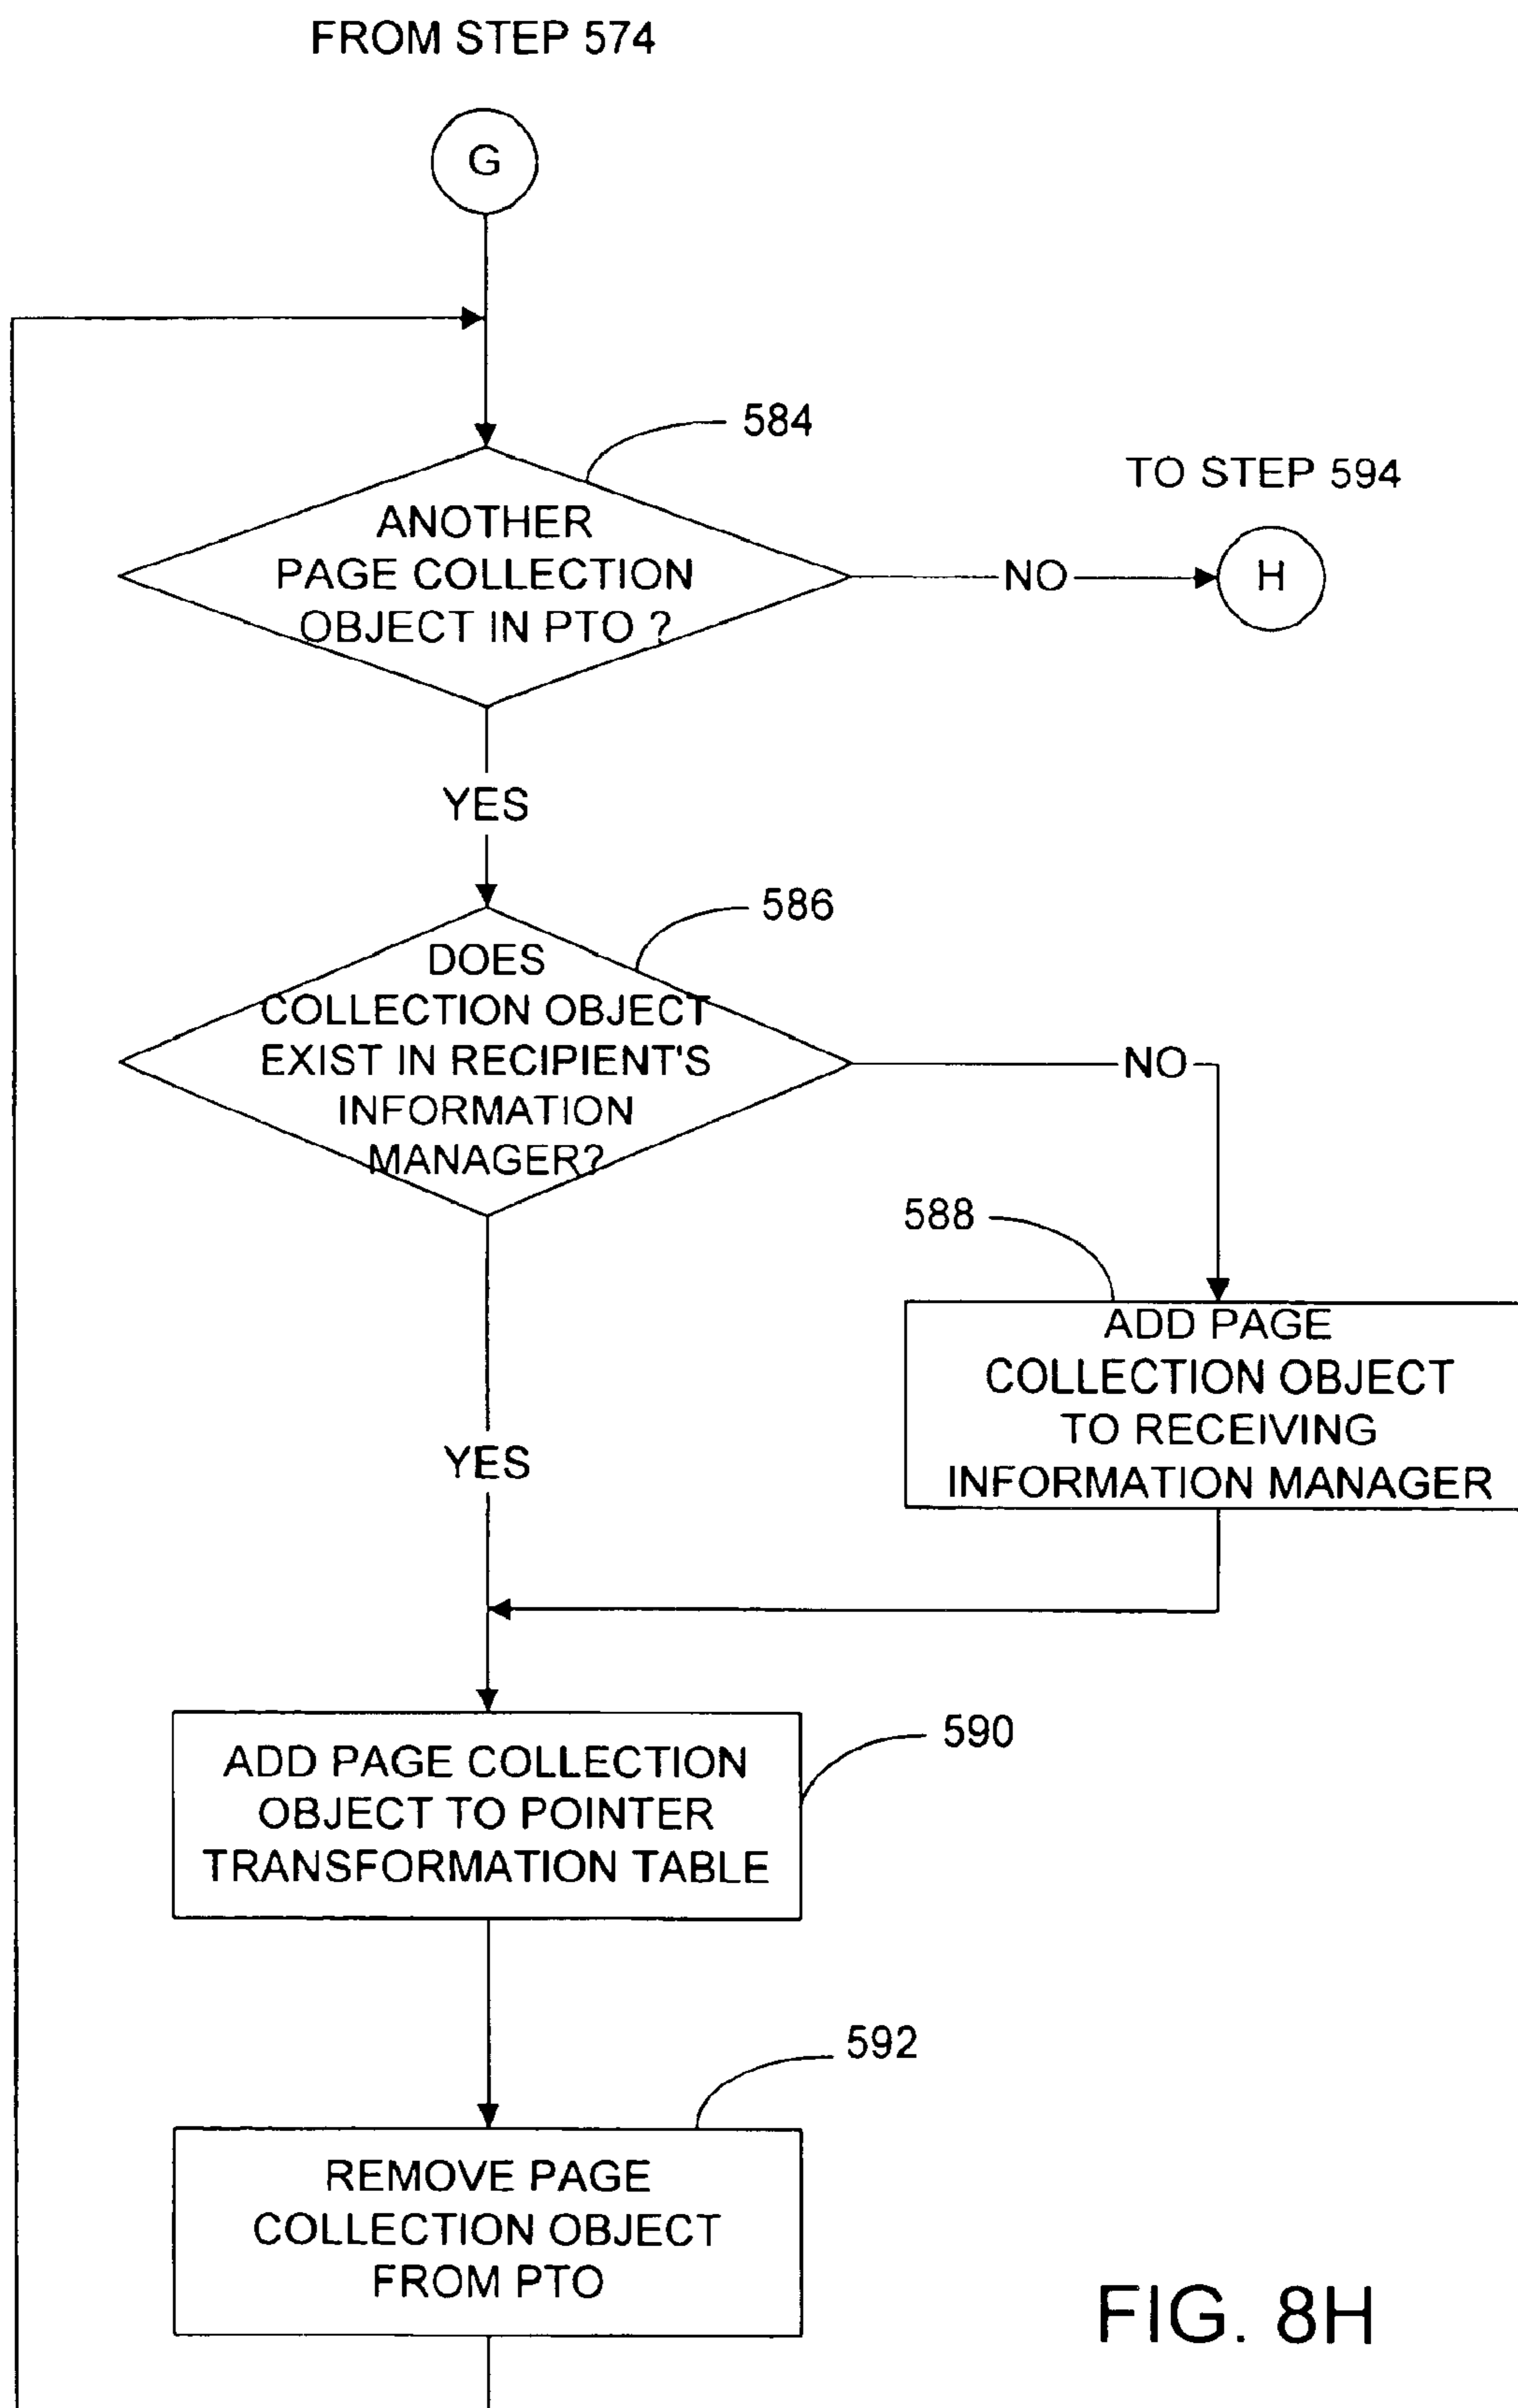 FROM STEP 574
G
584
TO STEP 594
ANOTHER
PAGE COLLECTION
OBJECT IN PTO ?
NO
H
YES
586
DOES
COLLECTION OBJECT
EXIST IN RECIPIENT'S
INFORMATION
MANAGER?
NO
588
ADD PAGE
COLLECTION OBJECT
TO RECEIVING
INFORMATION MANAGER
YES
590
ADD PAGE COLLECTION
OBJECT TO POINTER
TRANSFORMATION TABLE
592
REMOVE PAGE
COLLECTION OBJECT
FROM PTO
FIG. 8H